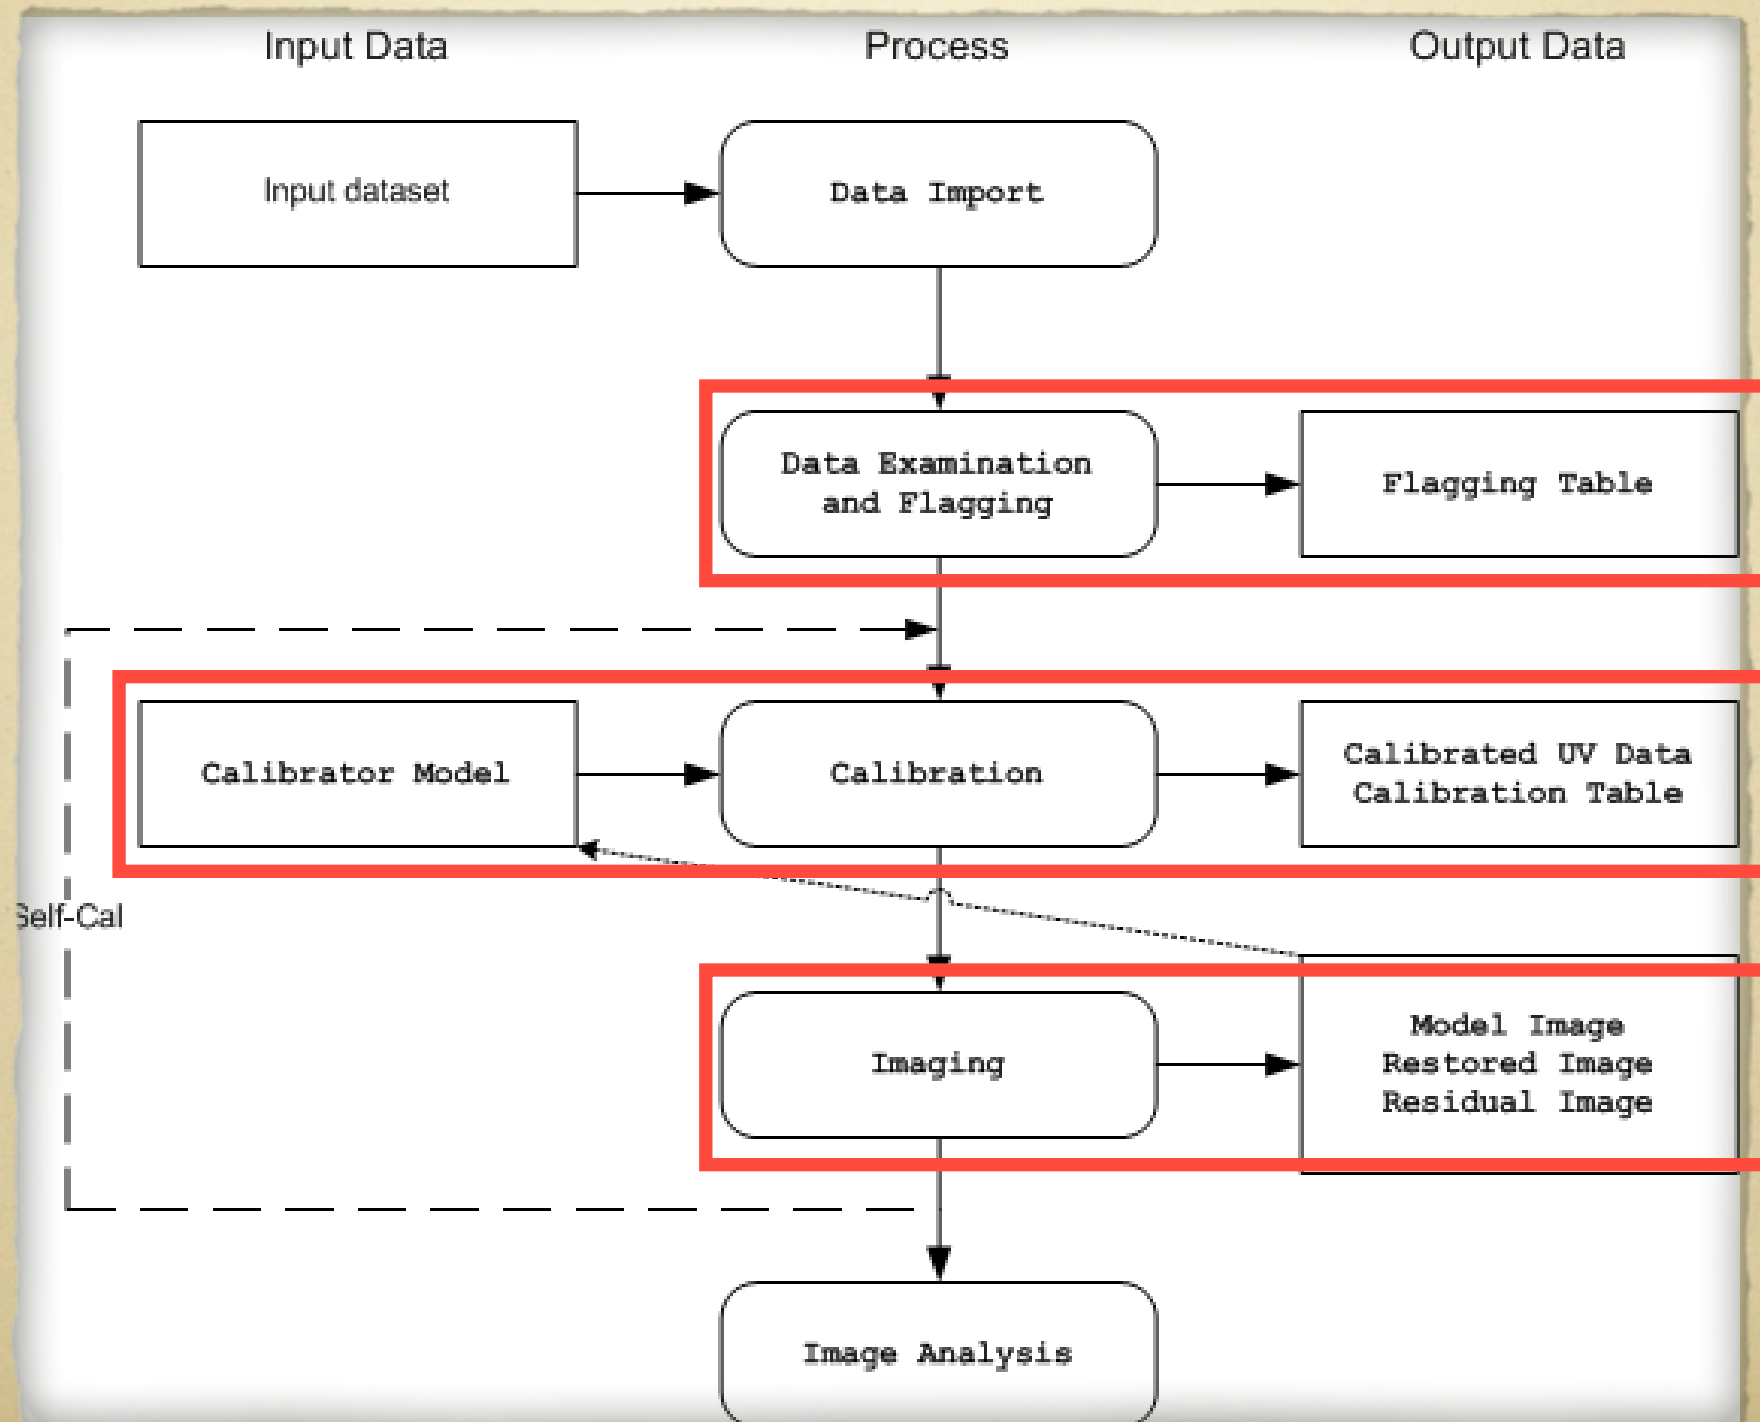 Input Data
Process
Output Data
Input dataset
Data Import
Data Examination
and Flagging
Flagging Table
Calibrator Model
Calibration
Calibrated UV Data
Calibration Table
Self-Cal
Imaging
Model Image
Restored Image
Residual Image
Image Analysis